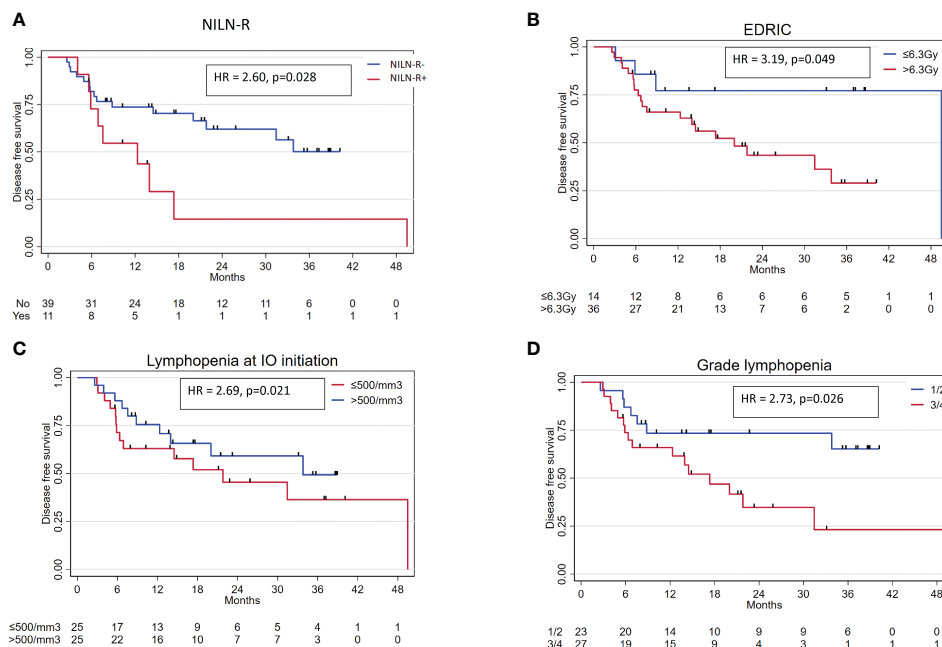 A
NILN-R
HR = 2.60, p=0.028
NILN-R-
NILN-R+
Disease free survival
1.00
0.75
0.50
0.25
0.00
0 6 12 18 24 30 36 42 48
Months
No 39 31 24 18 12 11 6 0 0
Yes 11 8 5 1 1 1 1 1 1
B
EDRIC
HR = 3.19, p=0.049
≤6.3Gy
>6.3Gy
Disease free survival
1.00
0.75
0.50
0.25
0.00
0 6 12 18 24 30 36 42 48
Months
≤6.3Gy 14 12 8 6 6 6 5 1 1
>6.3Gy 36 27 21 13 7 6 2 0 0
C
Lymphopenia at IO initiation
HR = 2.69, p=0.021
≤500/mm3
>500/mm3
Disease free survival
1.00
0.75
0.50
0.25
0.00
0 6 12 18 24 30 36 42 48
Months
≤500/mm3 25 17 13 9 6 5 4 1 1
>500/mm3 25 22 16 10 7 7 3 0 0
D
Grade lymphopenia
HR = 2.73, p=0.026
1/2
3/4
Disease free survival
1.00
0.75
0.50
0.25
0.00
0 6 12 18 24 30 36 42 48
Months
1/2 23 20 14 10 9 9 6 0 0
3/4 27 19 15 9 4 3 1 1 1